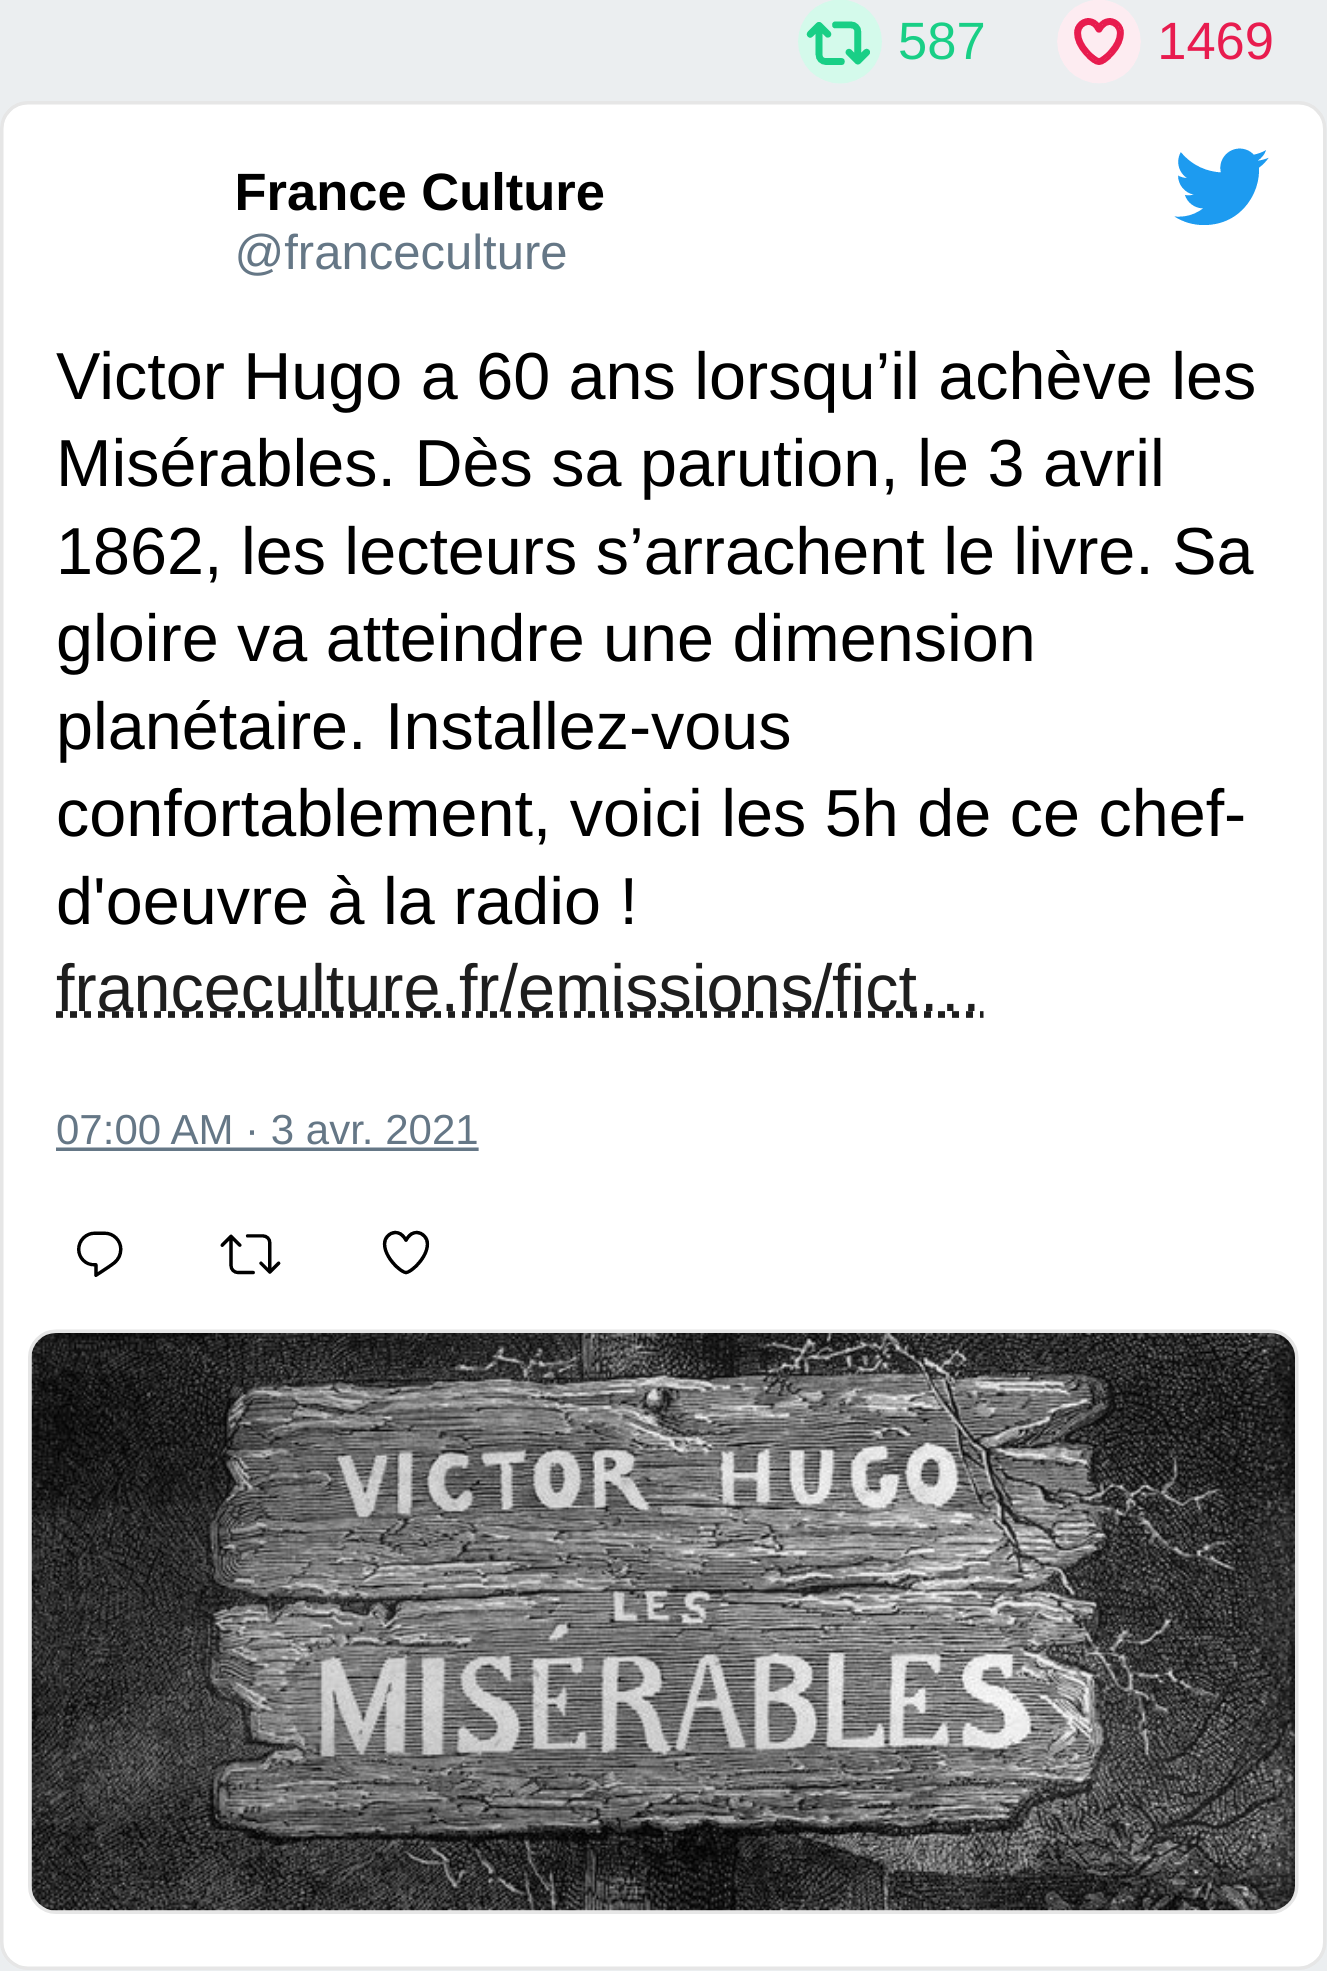 587 1469
France Culture
@franceculture
Victor Hugo a 60 ans lorsqu’il achève les
Misérables. Dès sa parution, le 3 avril
1862, les lecteurs s’arrachent le livre. Sa
gloire va atteindre une dimension
planétaire. Installez-vous
confortablement, voici les 5h de ce chef-
d'oeuvre à la radio !
franceculture.fr/emissions/fict…
07:00 AM · 3 avr. 2021
VICTOR HUGO
LES
MISÉRABLES